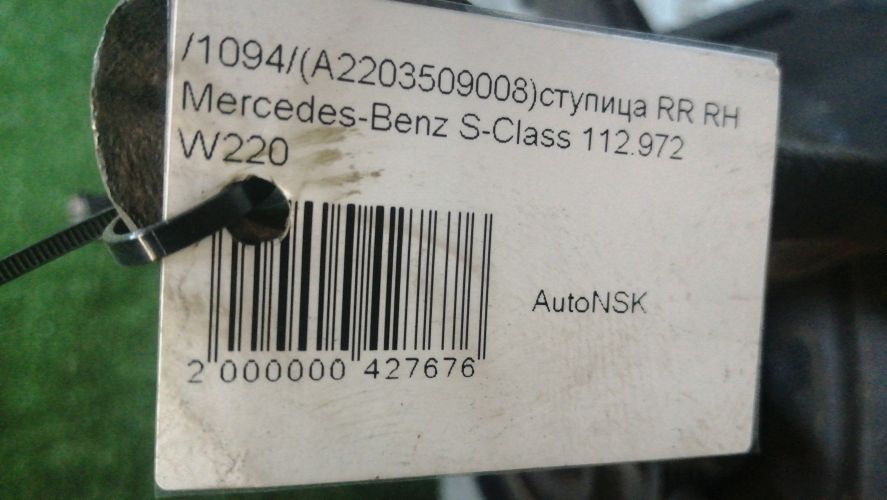 /1094/(A2203509008)ступица RR RH
Mercedes-Benz S-Class 112.972
W220
AutoNSK
2 000000 427676